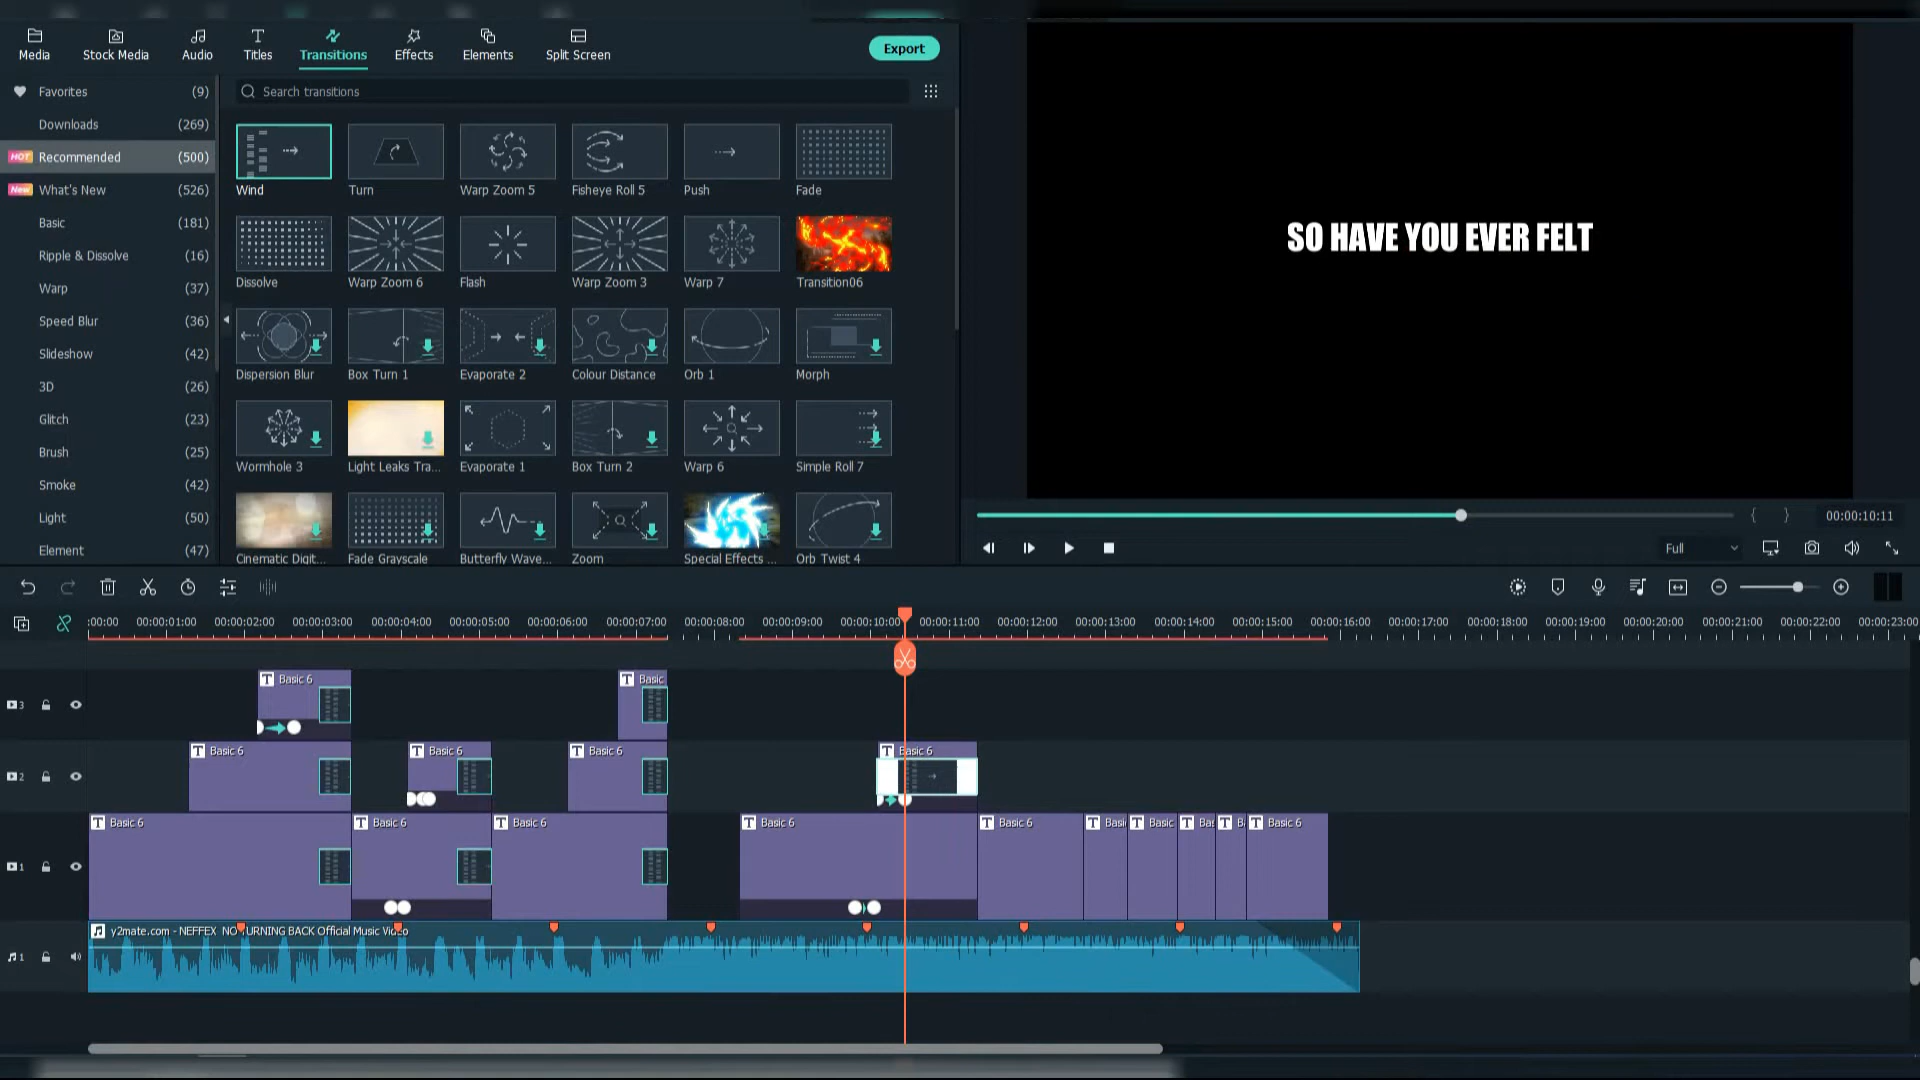 Media Stock Media Audio Titles Transitions Effects Elements Split Screen Export
Favorites (9)
Downloads (269)
HOT Recommended (500)
New What's New (526)
Basic (181)
Ripple & Dissolve (16)
Warp (37)
Speed Blur (36)
Slideshow (42)
3D (26)
Glitch (23)
Brush (25)
Smoke (42)
Light (50)
Element (47)
Search transitions
Wind Turn Warp Zoom 5 Fisheye Roll 5 Push Fade
Dissolve Warp Zoom 6 Flash Warp Zoom 3 Warp 7 Transition06
Dispersion Blur Box Turn 1 Evaporate 2 Colour Distance Orb 1 Morph
Wormhole 3 Light Leaks Tra... Evaporate 1 Box Turn 2 Warp 6 Simple Roll 7
Cinematic Digit... Fade Grayscale Butterfly Wave... Zoom Special Effects ... Orb Twist 4
SO HAVE YOU EVER FELT
00:00:10:11
Full
:00:00 00:00:01:00 00:00:02:00 00:00:03:00 00:00:04:00 00:00:05:00 00:00:06:00 00:00:07:00 00:00:08:00 00:00:09:00 00:00:10:00 00:00:11:00 00:00:12:00 00:00:13:00 00:00:14:00 00:00:15:00 00:00:16:00 00:00:17:00 00:00:18:00 00:00:19:00 00:00:20:00 00:00:21:00 00:00:22:00 00:00:23:00
3 T Basic 6 T Basic
2 T Basic 6 T Basic 6 T Basic 6 T Basic 6
1 T Basic 6 T Basic 6 T Basic 6 T Basic 6 T Basic 6 T Basi T Basic T Bas T B T Basic 6
1 y2mate.com - NEFFEX NO TURNING BACK Official Music Video